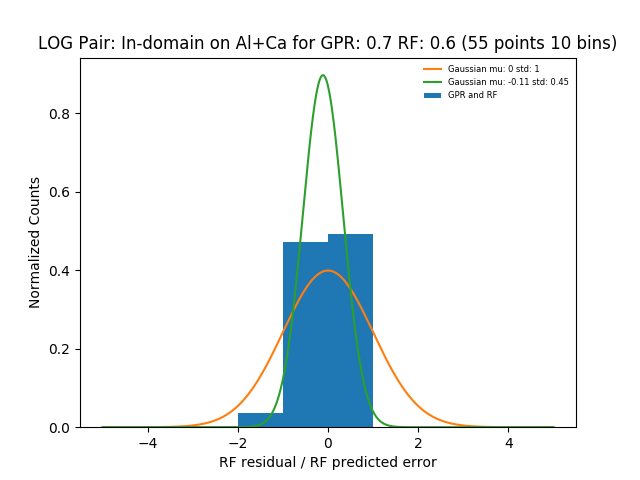 LOG Pair: In-domain on Al+Ca for GPR: 0.7 RF: 0.6 (55 points 10 bins)
Gaussian mu: 0 std: 1
Gaussian mu: -0.11 std: 0.45
GPR and RF
Normalized Counts
0.8
0.6
0.4
0.2
0.0
−4
−2
0
2
4
RF residual / RF predicted error